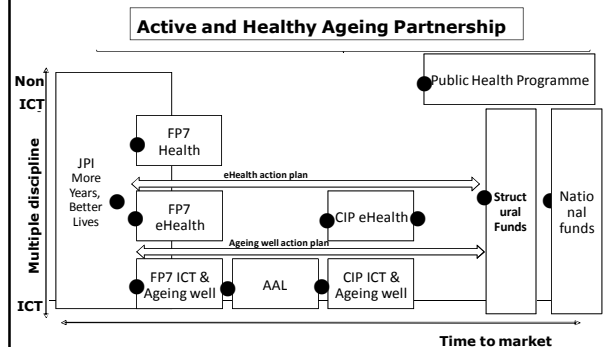 Active and Healthy Ageing Partnership
Non
ICT
Public Health Programme
FP7
Health
JPI
More
Years,
Better
Lives
eHealth action plan
FP7
eHealth
CIP eHealth
Struct
ural
Funds
Natio
nal
funds
Multiple discipline
Ageing well action plan
FP7 ICT &
Ageing well
AAL
CIP ICT &
Ageing well
ICT
Time to market